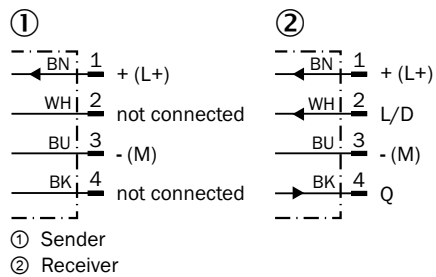 ① ②
BN 1 + (L+) BN 1 + (L+)
WH 2 not connected WH 2 L/D
BU 3 - (M) BU 3 - (M)
BK 4 not connected BK 4 Q
① Sender
② Receiver